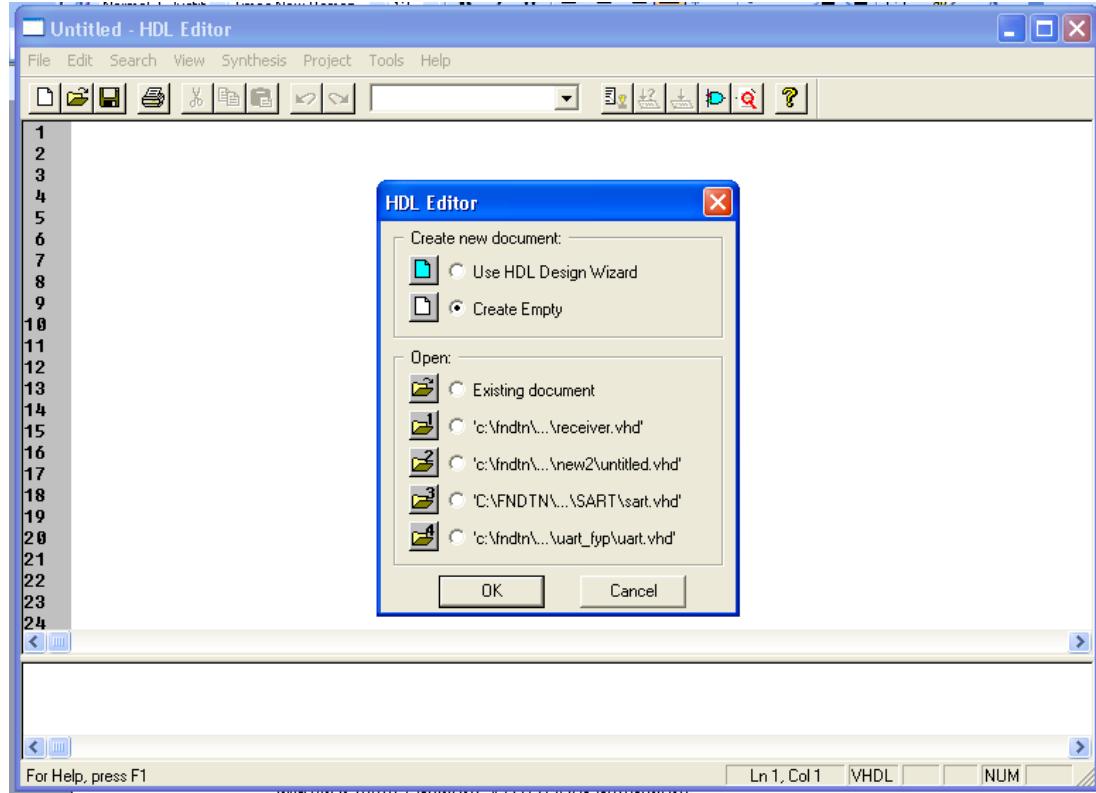 Untitled - HDL Editor
File Edit Search View Synthesis Project Tools Help
1
2
3
4
5
6
7
8
9
10
11
12
13
14
15
16
17
18
19
20
21
22
23
24
HDL Editor
Create new document:
Use HDL Design Wizard
Create Empty
Open:
Existing document
1 'c:\fndtn\...\receiver.vhd'
2 'c:\fndtn\...\new2\untitled.vhd'
3 'C:\FNDTN\...\SART\sart.vhd'
4 'c:\fndtn\...\uart_fyp\uart.vhd'
OK Cancel
For Help, press F1 Ln 1, Col 1 VHDL NUM